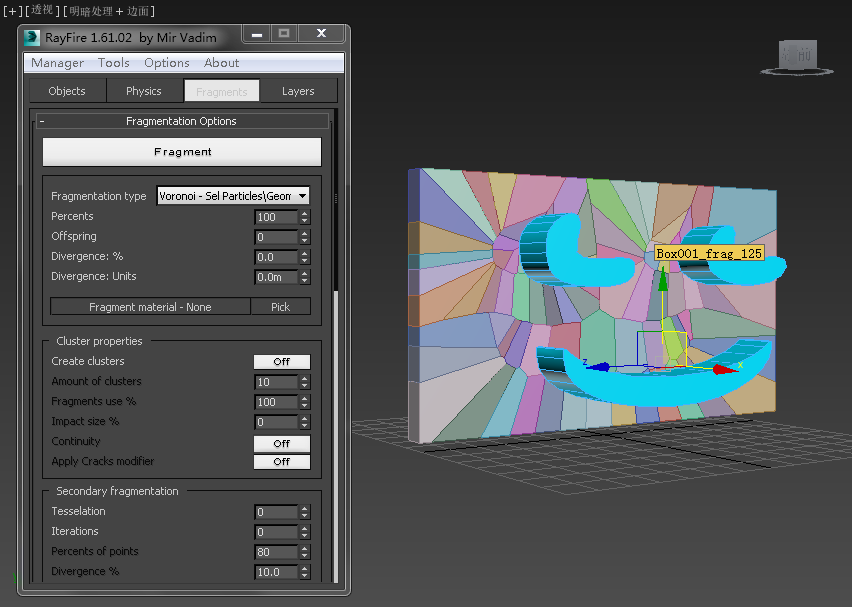 [+][透视][明暗处理+边面]
RayFire 1.61.02 by Mir Vadim
Manager Tools Options About
Objects Physics Fragments Layers
- Fragmentation Options
Fragment
Fragmentation type Voronoi - Sel Particles\Geom
Percents 100
Offspring 0
Divergence: % 0.0
Divergence: Units 0.0m
Fragment material - None Pick
Cluster properties
Create clusters Off
Amount of clusters 10
Fragments use % 100
Impact size % 0
Continuity Off
Apply Cracks modifier Off
Secondary fragmentation
Tesselation 0
Iterations 0
Percents of points 80
Divergence % 10.0
Box001_frag_125
z
x